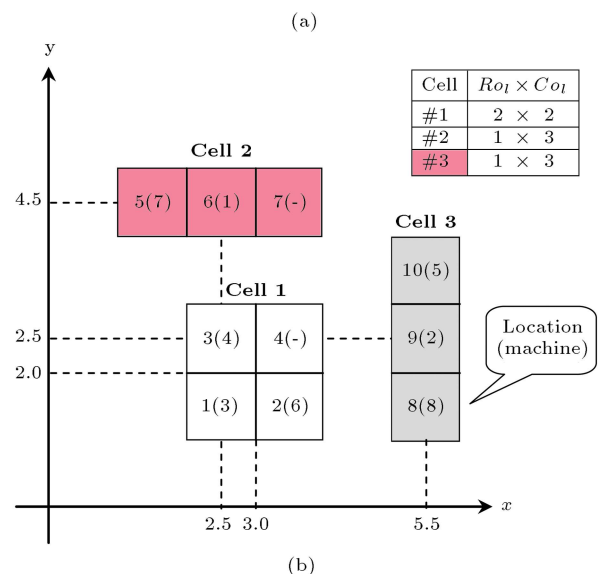 (a)
y
Cell Ro_l × Co_l
#1 2 × 2
#2 1 × 3
#3 1 × 3
Cell 2
4.5
5(7) 6(1) 7(-)
Cell 3
10(5)
Cell 1
2.5
3(4) 4(-)
9(2)
Location
(machine)
2.0
1(3) 2(6)
8(8)
x
2.5 3.0 5.5
(b)